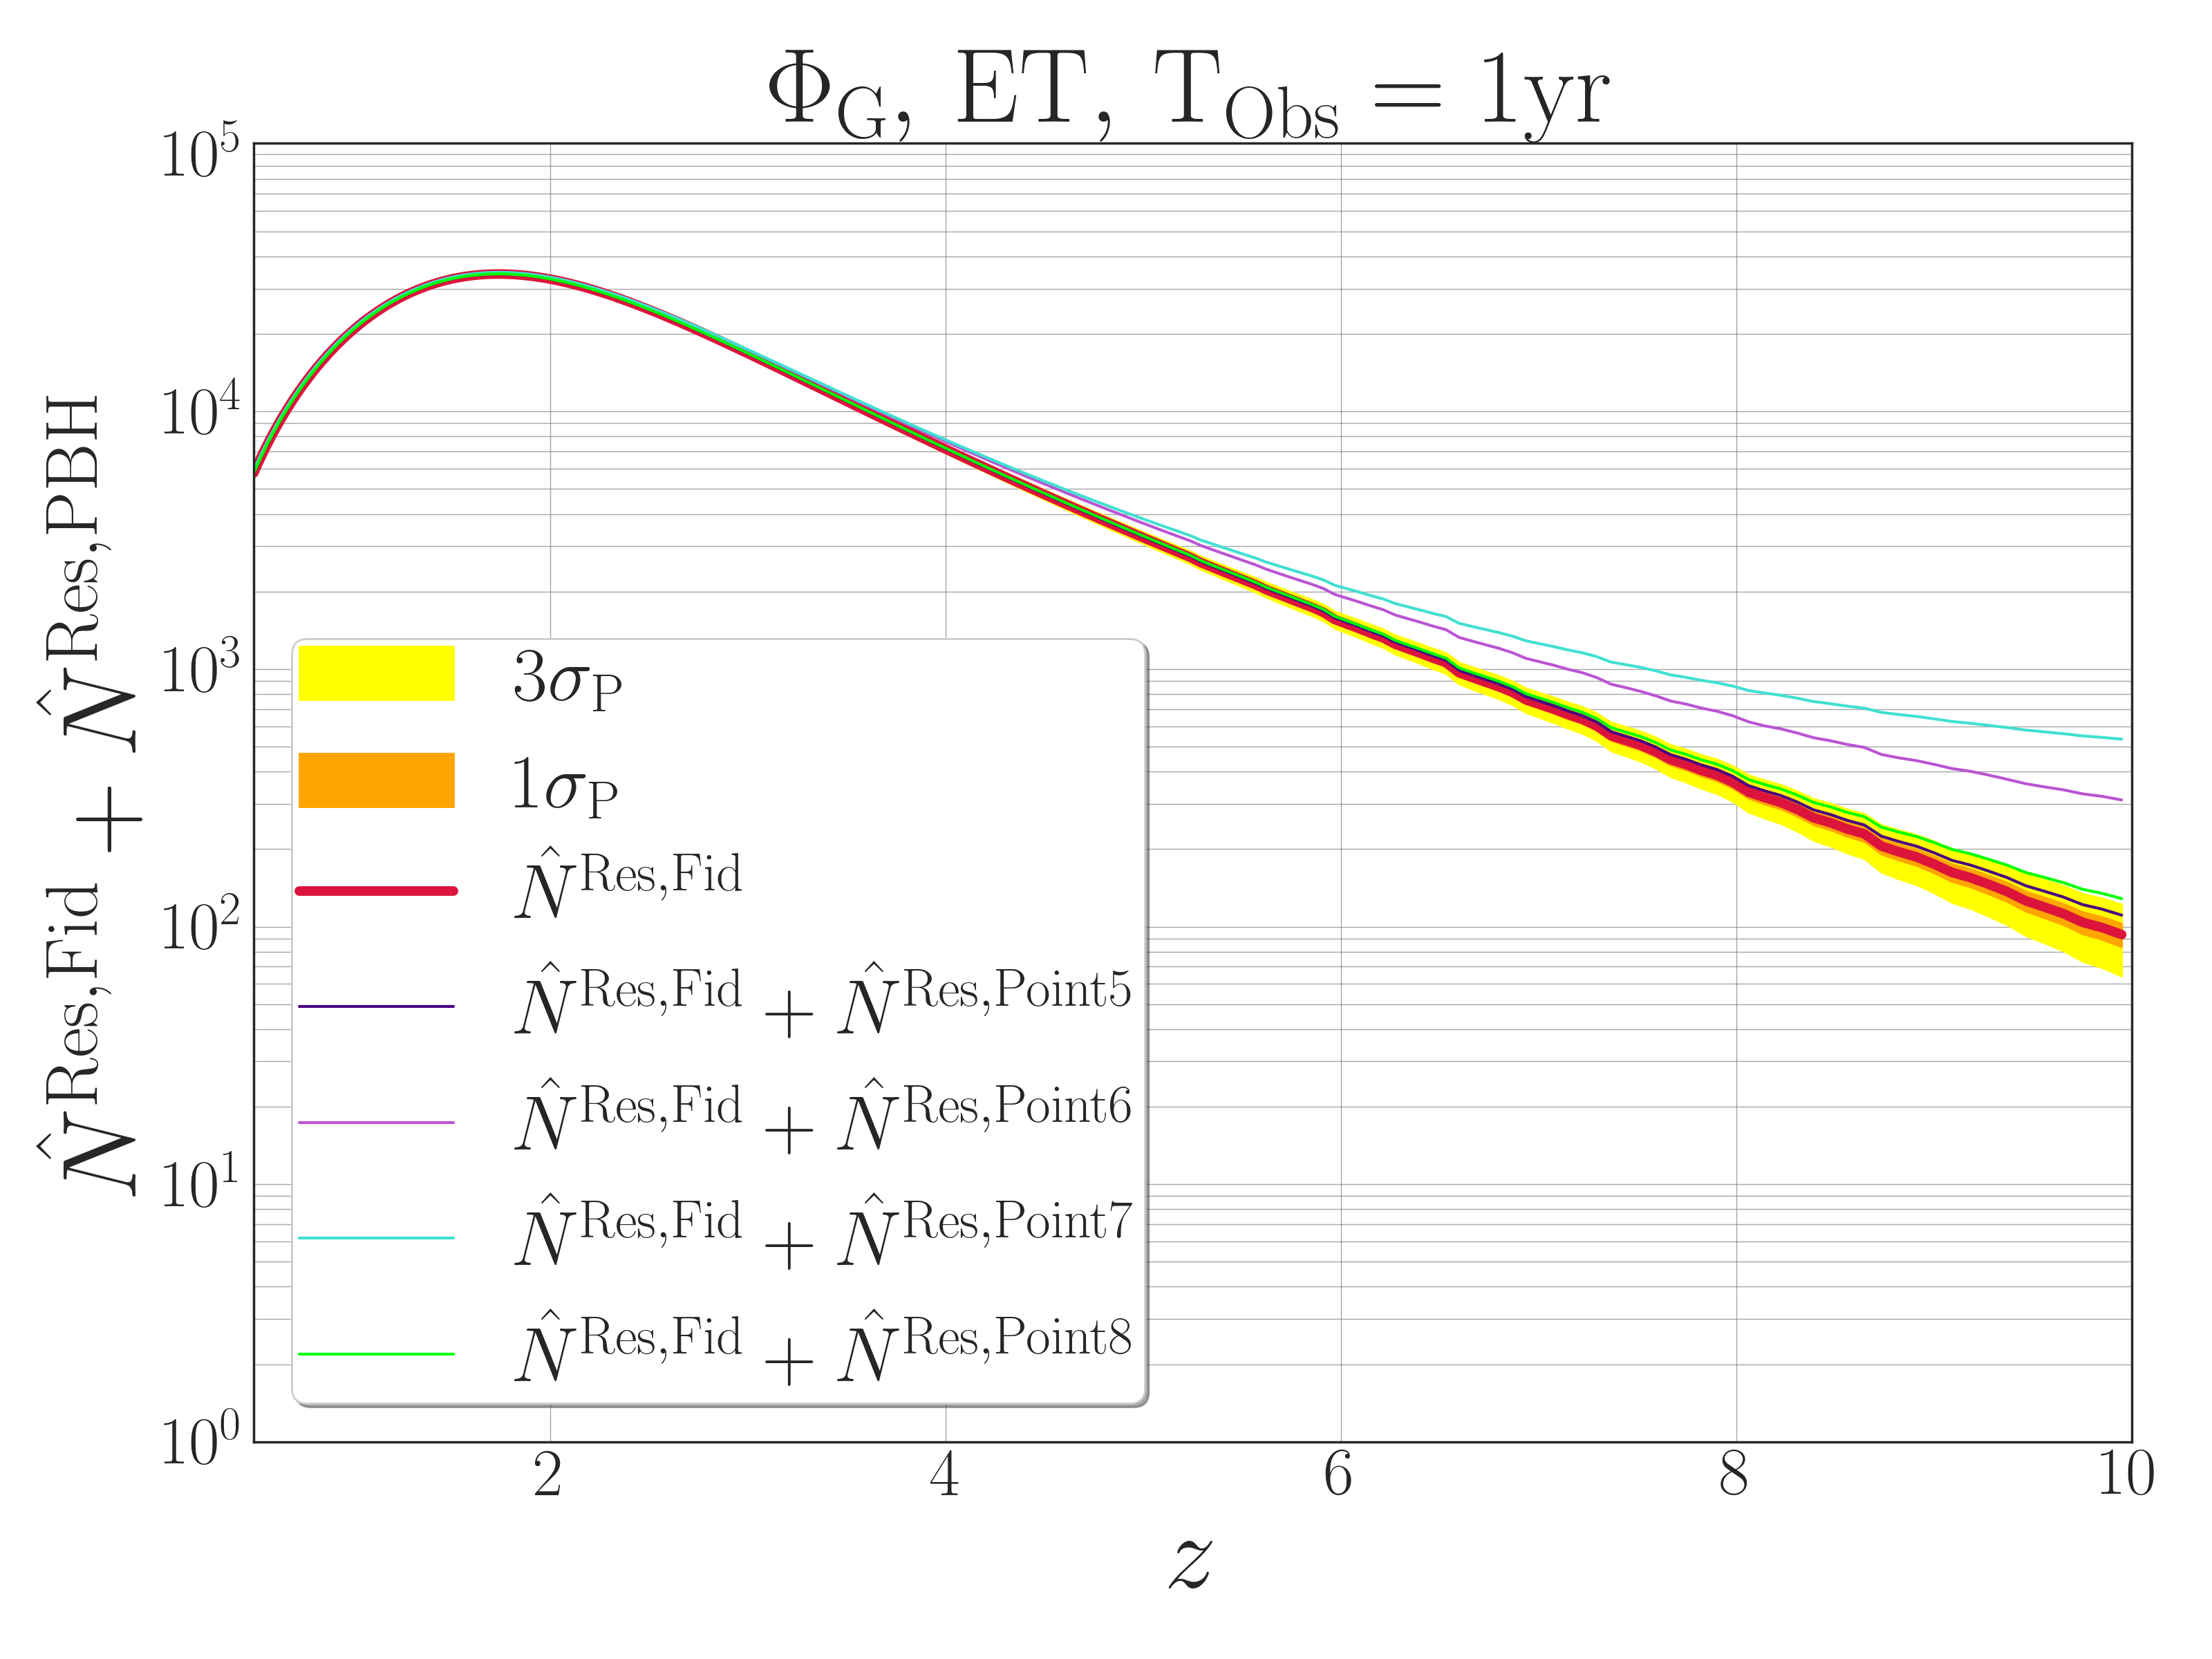 Φ_G, ET, T_Obs = 1yr
N̂^Res,Fid + N̂^Res,PBH
10^5
10^4
10^3
10^2
10^1
10^0
3σ_P
1σ_P
N̂^Res,Fid
N̂^Res,Fid + N̂^Res,Point5
N̂^Res,Fid + N̂^Res,Point6
N̂^Res,Fid + N̂^Res,Point7
N̂^Res,Fid + N̂^Res,Point8
2 4 6 8 10
z